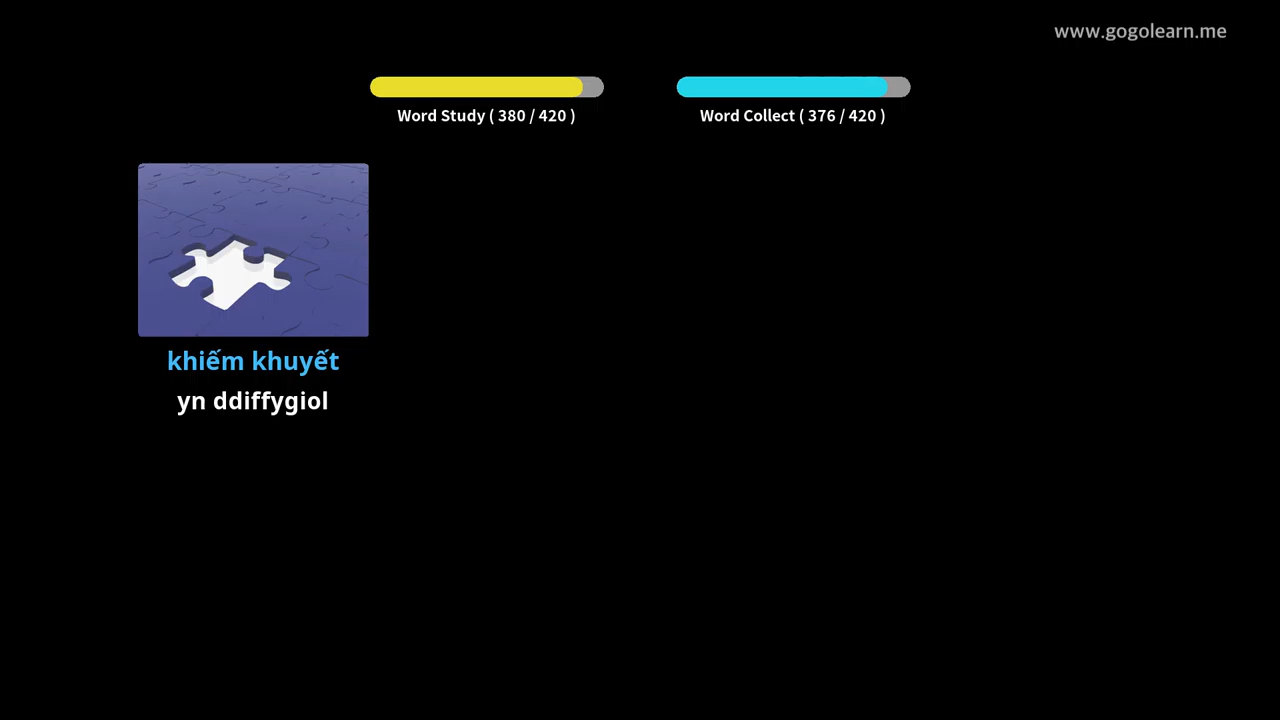 www.gogolearn.me
Word Study ( 380 / 420 )
Word Collect ( 376 / 420 )
khiếm khuyết
yn ddiffygiol